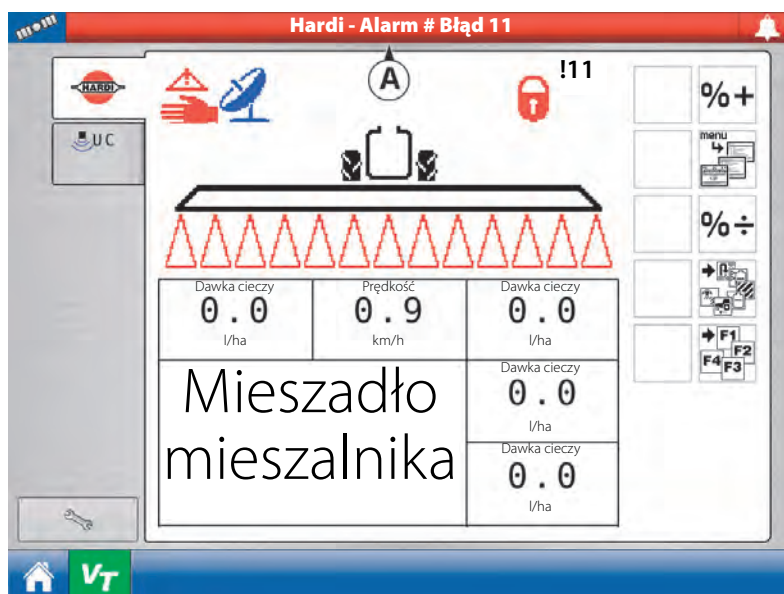 Hardi - Alarm # Błąd 11
A
!11
HARDI
UC
%+
menu
%÷
F1
F2
F4 F3
Dawka cieczy
0.0
l/ha
Prędkość
0.9
km/h
Dawka cieczy
0.0
l/ha
Mieszadło
mieszalnika
Dawka cieczy
0.0
l/ha
Dawka cieczy
0.0
l/ha
VT